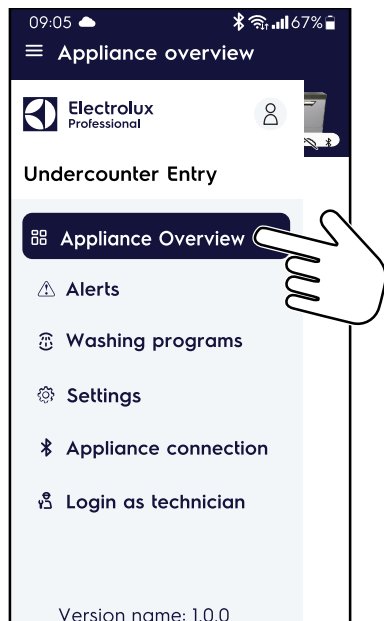 09:05 67%
Appliance overview
Electrolux
Professional
Undercounter Entry
Appliance Overview
Alerts
Washing programs
Settings
Appliance connection
Login as technician
Version name: 1.0.0